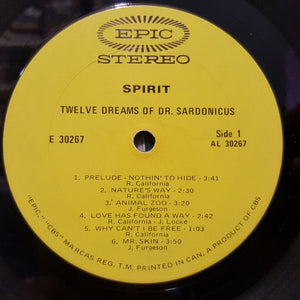 EPIC
STEREO
SPIRIT
TWELVE DREAMS OF DR. SARDONICUS
E 30267
Side 1
AL 30267
1. PRELUDE - NOTHIN' TO HIDE - 3:41
R. California
2. NATURE'S WAY - 2:30
R. California
3. ANIMAL ZOO - 3:20
J. Furgeson
4. LOVE HAS FOUND A WAY - 2:42
R. California - J. Locke
5. WHY CAN'T I BE FREE - 1:03
R. California
6. MR. SKIN - 3:50
J. Furgeson
"EPIC," "CBS" MARCAS REG. T.M. PRINTED IN CAN. A PRODUCT OF CBS